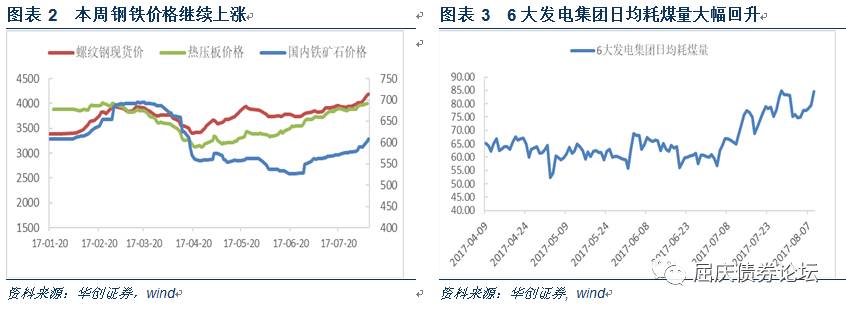 图表 2 本周钢铁价格继续上涨
螺纹钢现货价 热压板价格 国内铁矿石价格
4500 750
4000 700
3500 650
3000 600
2500 550
2000 500
1500 450
1000 400
17-01-20 17-02-20 17-03-20 17-04-20 17-05-20 17-06-20 17-07-20
资料来源：华创证券，wind
图表 3 6 大发电集团日均耗煤量大幅回升
6大发电集团日均耗煤量
90.00
85.00
80.00
75.00
70.00
65.00
60.00
55.00
50.00
45.00
40.00
2017-04-09 2017-04-24 2017-05-09 2017-05-24 2017-06-08 2017-06-23 2017-07-08 2017-07-23 2017-08-07
屈庆债券论坛
资料来源：华创证券, wind